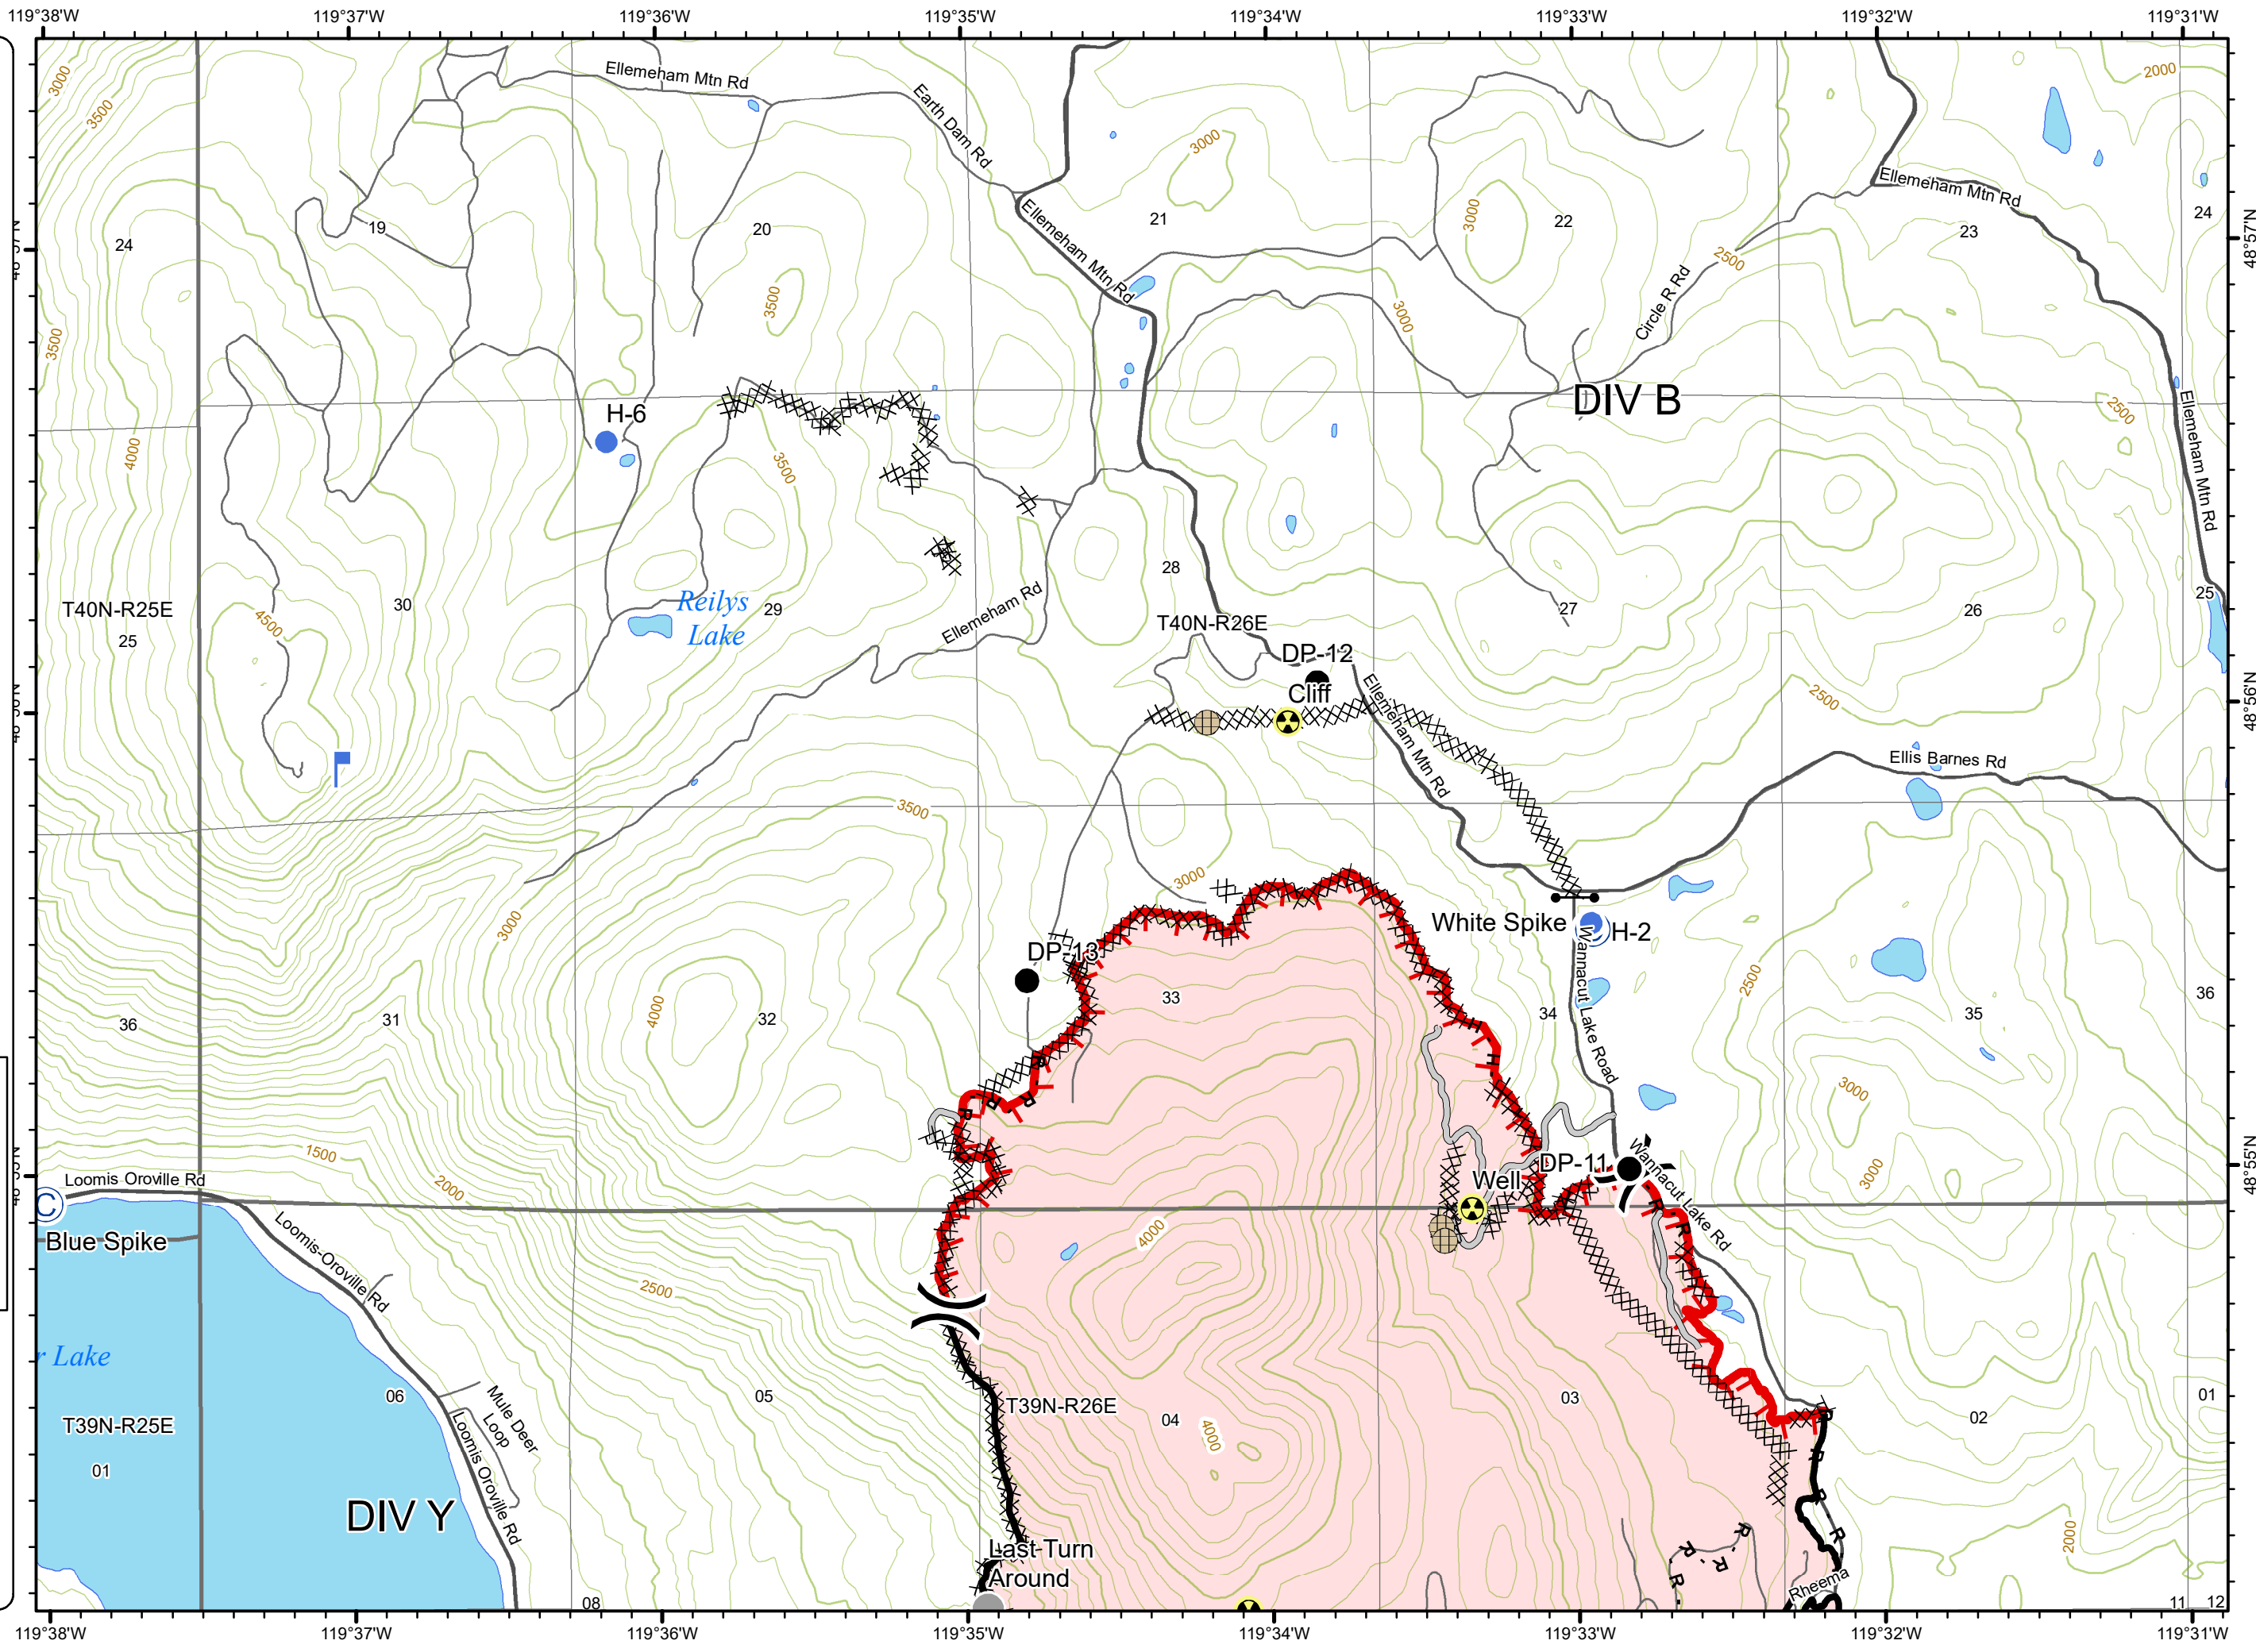 119°38'W 119°37'W 119°36'W 119°35'W 119°34'W 119°33'W 119°32'W 119°31'W
3000
3500
Ellemeham Mtn Rd
Earth Dam Rd
3000
2000
24
19
20
21
3000
22
Ellemeham Mtn Rd
23
24
48°57'N
Ellemeham Mtn Rd
3500
3500
3000
2500
Circle R Rd
DIV B
H-6
4000
3500
2500
Ellemeham Mtn Rd
T40N-R25E
25
4500
30
Reilys
Lake
29
Ellemeham Rd
28
T40N-R26E
27
26
25
DP-12
Cliff
Ellemeham Mtn Rd
2500
48°56'N
Ellis Barnes Rd
3500
3000
3000
White Spike
H-2
Wannacut Lake Road
DP-13
36
31
4000
32
33
34
2500
35
36
H
H
R
R
R
R
3000
3000
1500
2000
Loomis Oroville Rd
C
Blue Spike
Loomis-Oroville Rd
DP-11
Well
Wannacut Lake Rd
48°55'N
R
R
4000
2500
r Lake
T39N-R25E
01
06
Mule Deer
Loop
Loomis Oroville Rd
05
T39N-R26E
04
4000
03
02
01
DIV Y
Last Turn
Around
R
R
R
R
R
R
R
R
2000
Rheema
08
11 12
119°38'W 119°37'W 119°36'W 119°35'W 119°34'W 119°33'W 119°32'W 119°31'W